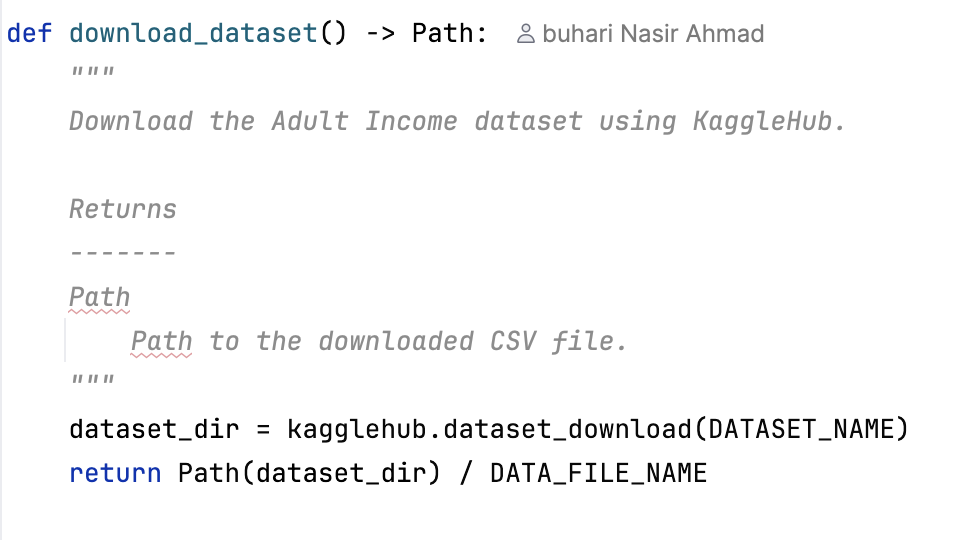 def download_dataset() -> Path: buhari Nasir Ahmad
"""
Download the Adult Income dataset using KaggleHub.
Returns
-------
Path
Path to the downloaded CSV file.
"""
dataset_dir = kagglehub.dataset_download(DATASET_NAME)
return Path(dataset_dir) / DATA_FILE_NAME